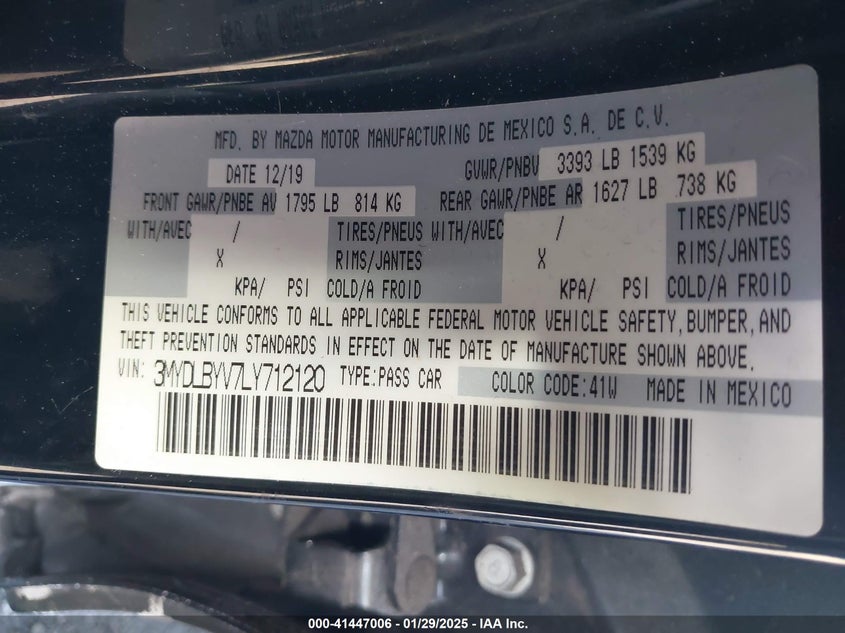 MFD. BY MAZDA MOTOR MANUFACTURING DE MEXICO S.A. DE C.V.
DATE 12/19 GVWR/PNBV 3393 LB 1539 KG
FRONT GAWR/PNBE AV 1795 LB 814 KG REAR GAWR/PNBE AR 1627 LB 738 KG
WITH/AVEC / TIRES/PNEUS WITH/AVEC / TIRES/PNEUS
X RIMS/JANTES X RIMS/JANTES
KPA/ PSI COLD/A FROID KPA/ PSI COLD/A FROID
THIS VEHICLE CONFORMS TO ALL APPLICABLE FEDERAL MOTOR VEHICLE SAFETY, BUMPER, AND
THEFT PREVENTION STANDARDS IN EFFECT ON THE DATE OF MANUFACTURE SHOWN ABOVE.
VIN: 3MYDLBYV7LY712120 TYPE:PASS CAR COLOR CODE:41W MADE IN MEXICO
000-41447006 - 01/29/2025 - IAA Inc.